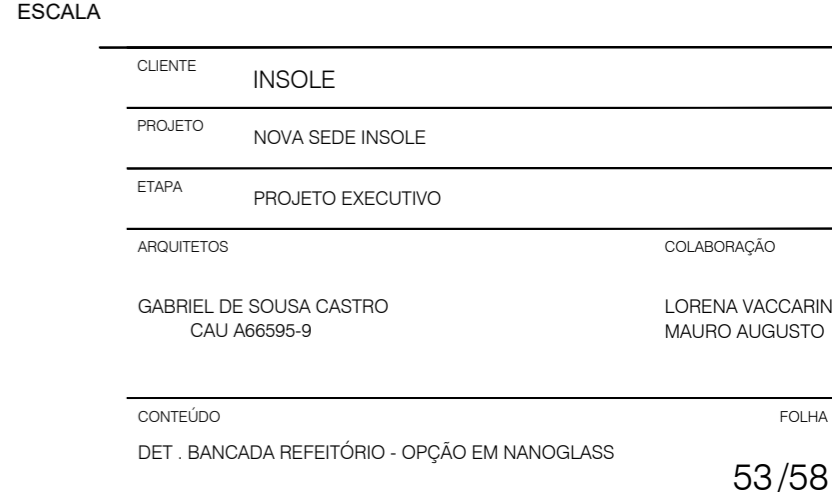 ESCALA
CLIENTE
INSOLE
PROJETO
NOVA SEDE INSOLE
ETAPA
PROJETO EXECUTIVO
ARQUITETOS
COLABORAÇÃO
GABRIEL DE SOUSA CASTRO
CAU A66595-9
LORENA VACCARIN
MAURO AUGUSTO
CONTEÚDO
FOLHA
DET . BANCADA REFEITÓRIO - OPÇÃO EM NANOGLASS
53/58